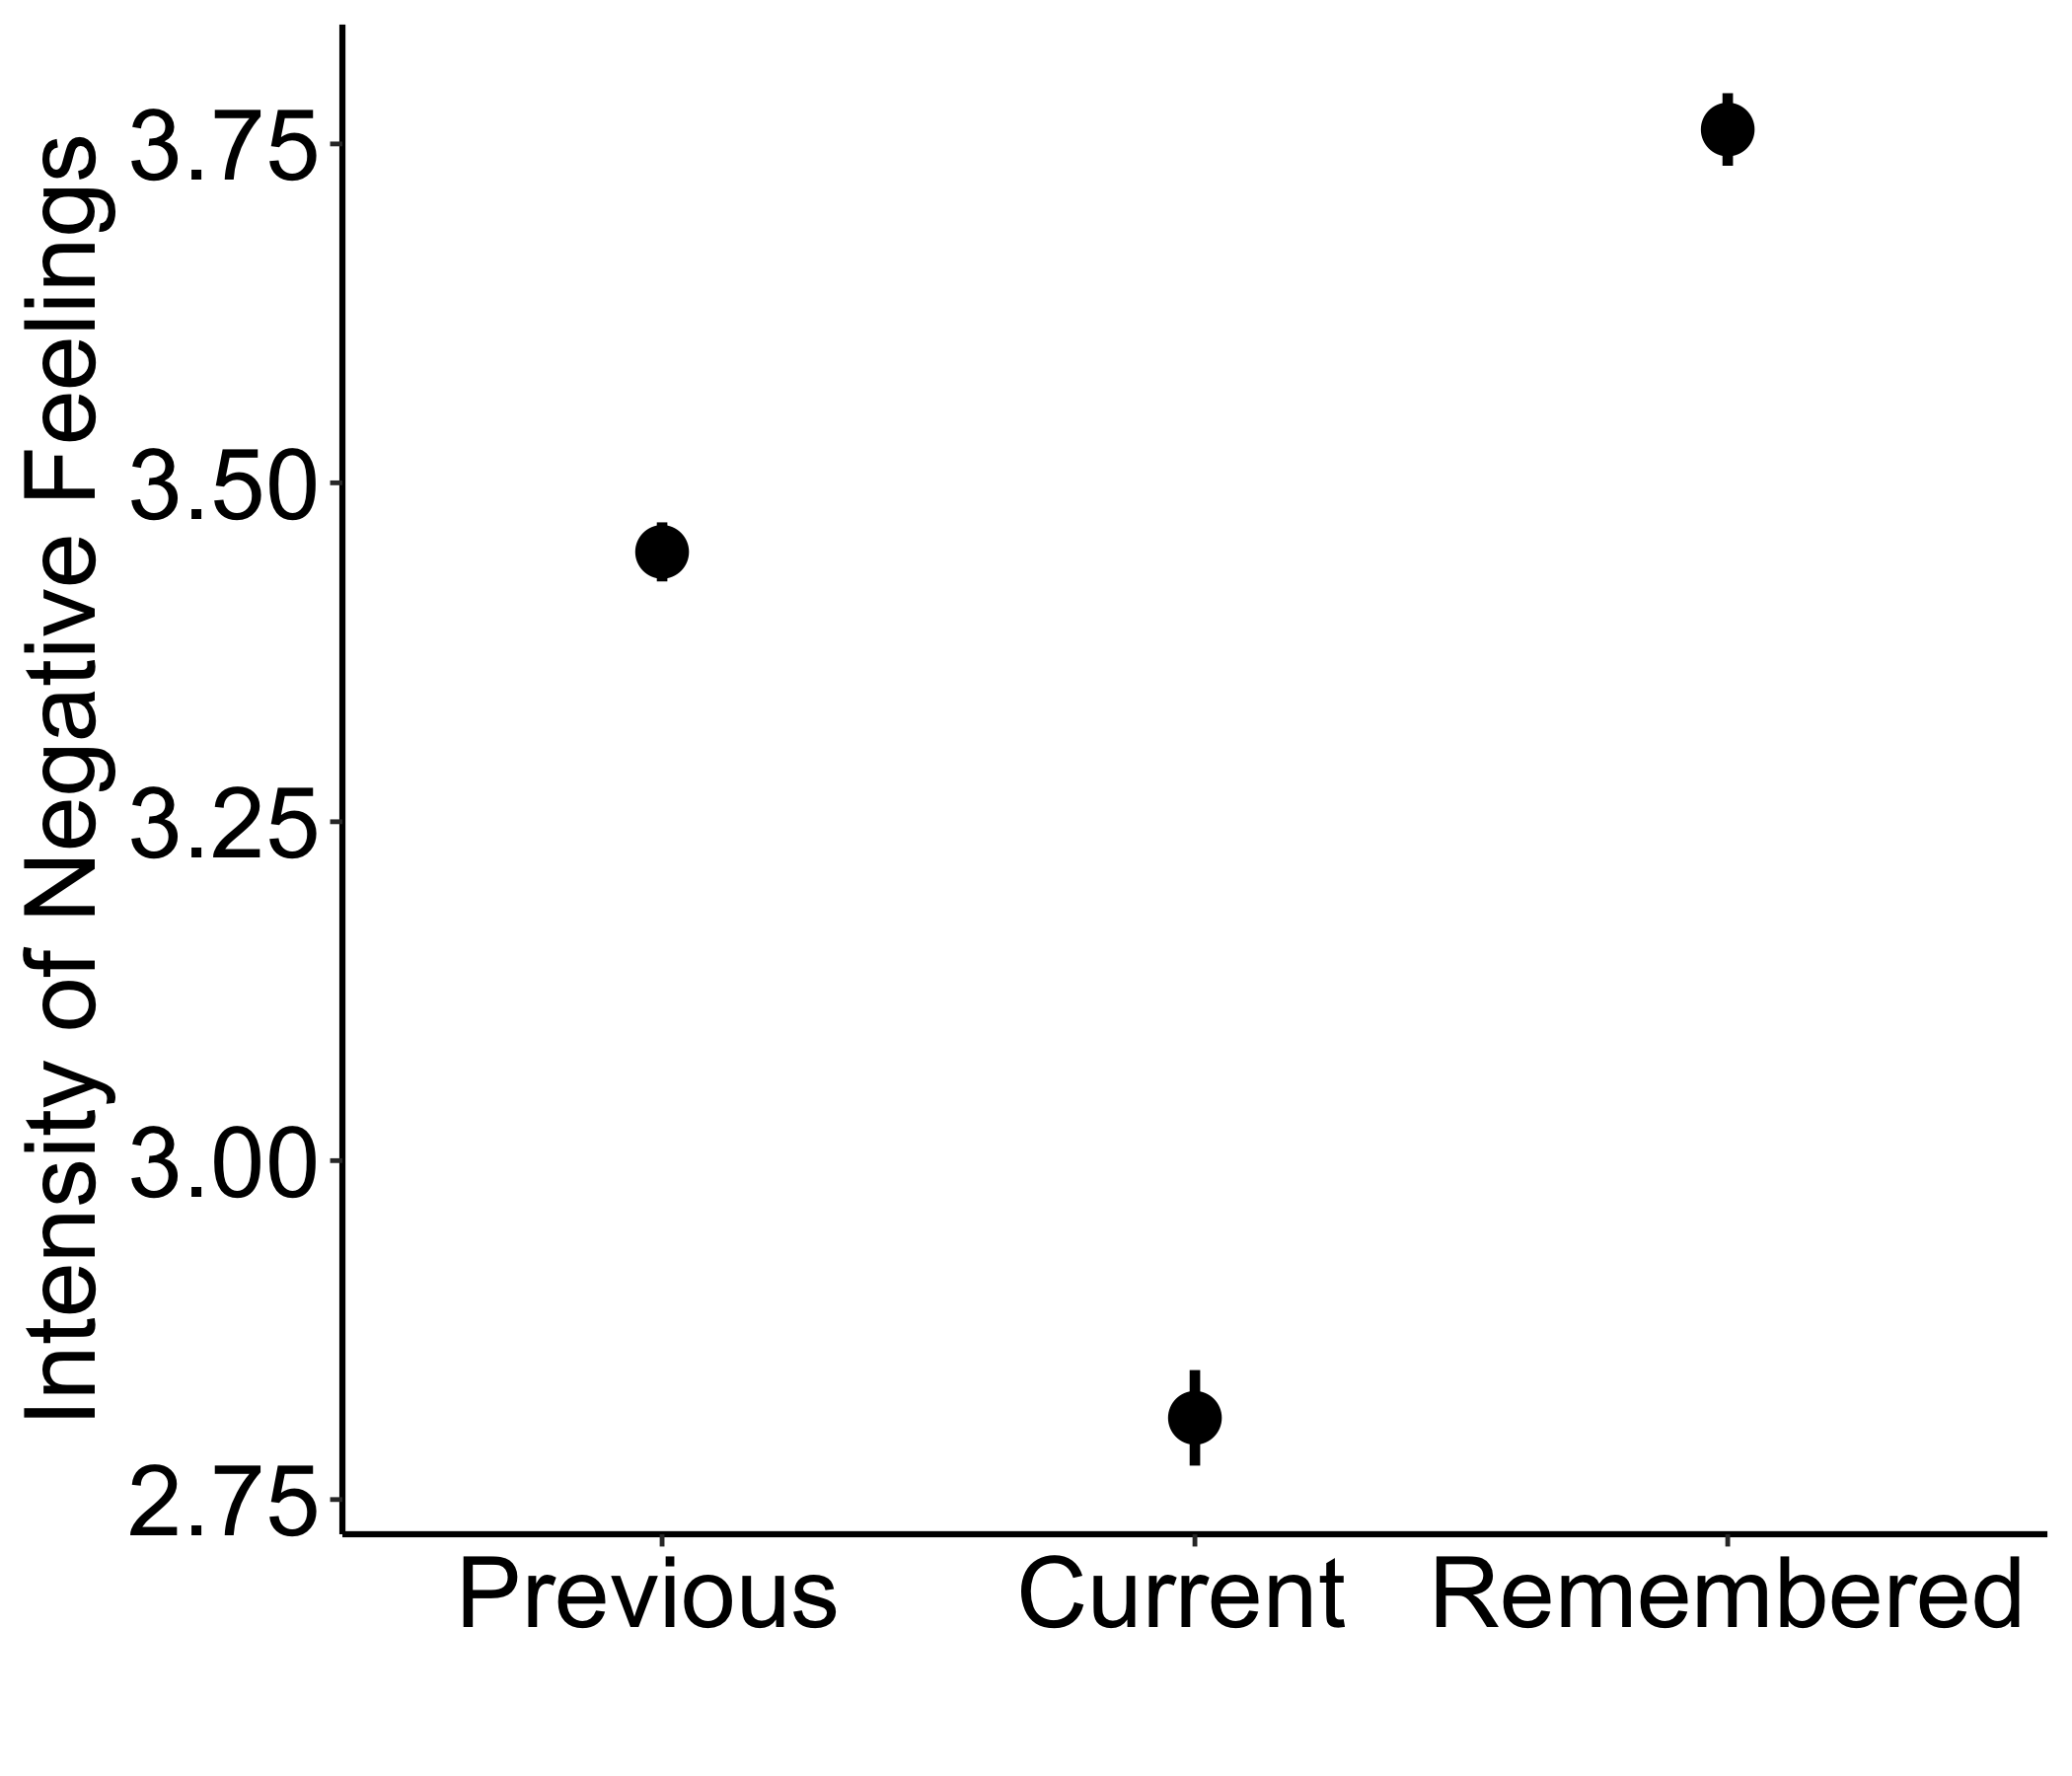 Intensity of Negative Feelings
3.75
3.50
3.25
3.00
2.75
Previous Current Remembered